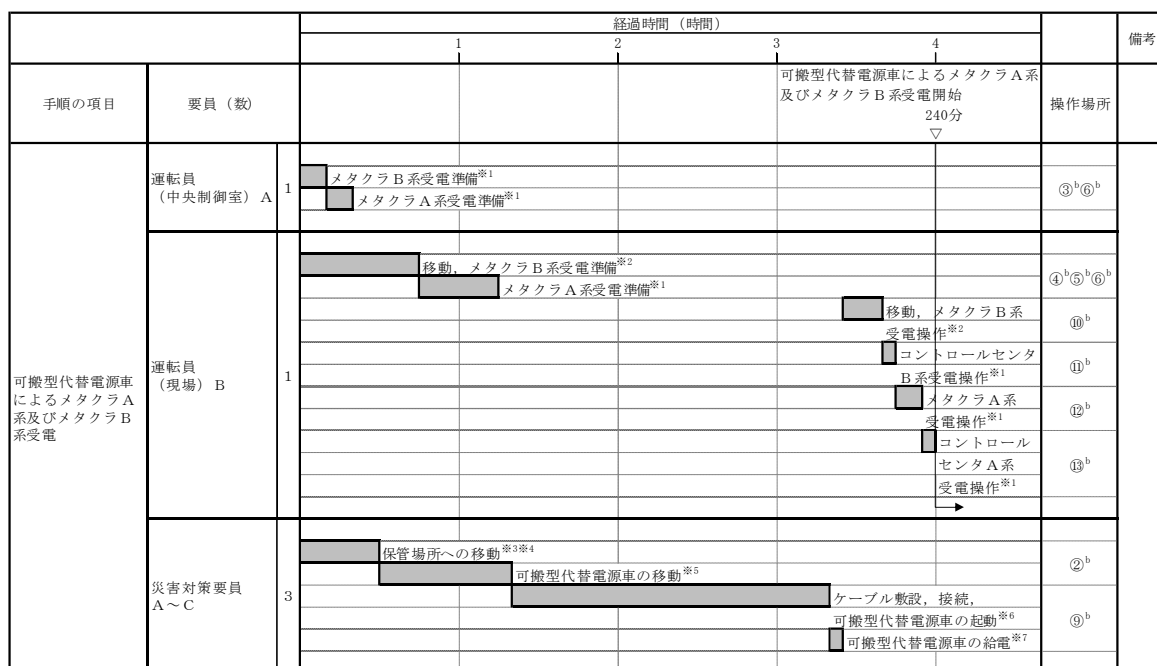 経過時間（時間）
1 2 3 4
備考
手順の項目
要員（数）
可搬型代替電源車によるメタクラＡ系
及びメタクラＢ系受電開始
240分
▽
操作場所
可搬型代替電源車
によるメタクラＡ
系及びメタクラＢ
系受電
運転員
（中央制御室）Ａ
1
メタクラＢ系受電準備※1
メタクラＡ系受電準備※1
③b⑥b
運転員
（現場）Ｂ
1
移動，メタクラＢ系受電準備※2
メタクラＡ系受電準備※1
④b⑤b⑥b
移動，メタクラＢ系
受電操作※2
⑩b
コントロールセンタ
Ｂ系受電操作※1
⑪b
メタクラＡ系
受電操作※1
⑫b
コントロール
センタＡ系
受電操作※1
⑬b
災害対策要員
Ａ～Ｃ
3
保管場所への移動※3※4
②b
可搬型代替電源車の移動※5
ケーブル敷設，接続，
可搬型代替電源車の起動※6
可搬型代替電源車の給電※7
⑨b